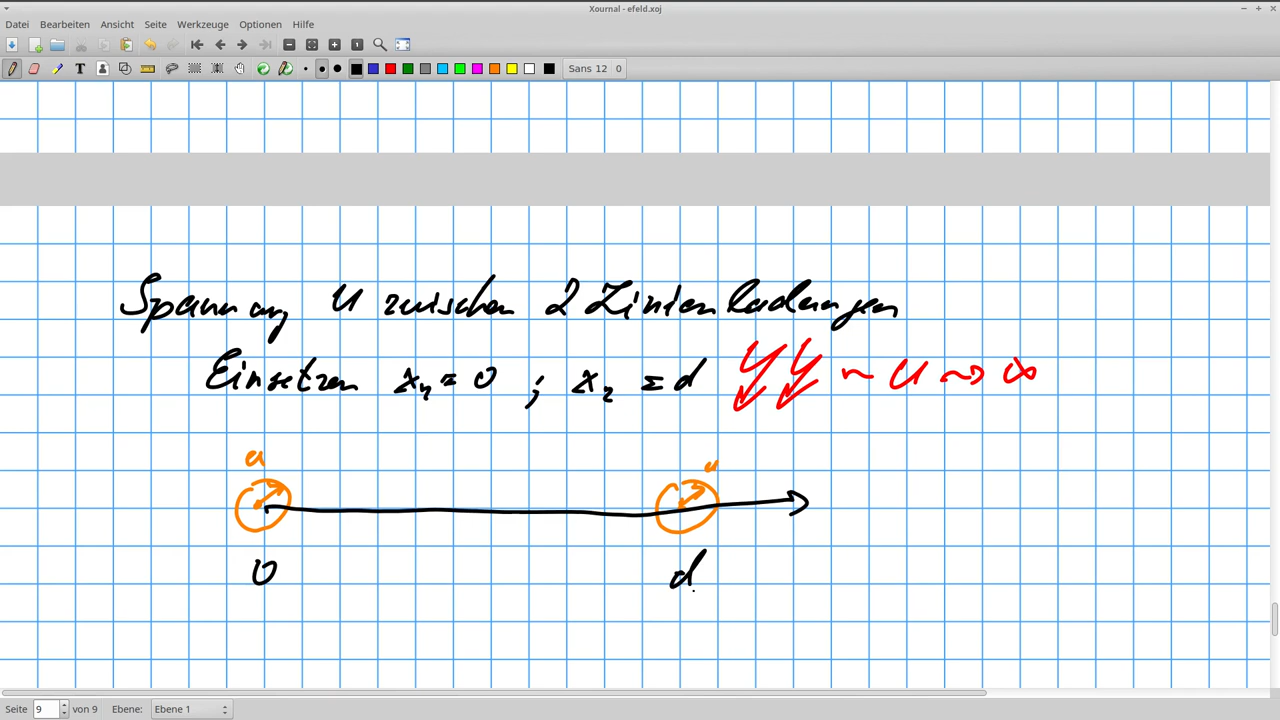 Xournal - efeld.xoj
Datei Bearbeiten Ansicht Seite Werkzeuge Optionen Hilfe
Sans 12 0
Spannung U zwischen 2 Linienladungen
Einsetzen x₁ = 0 ; x₂ = d ~ U → ∞
a a
0 d
Seite 9 von 9 Ebene: Ebene 1